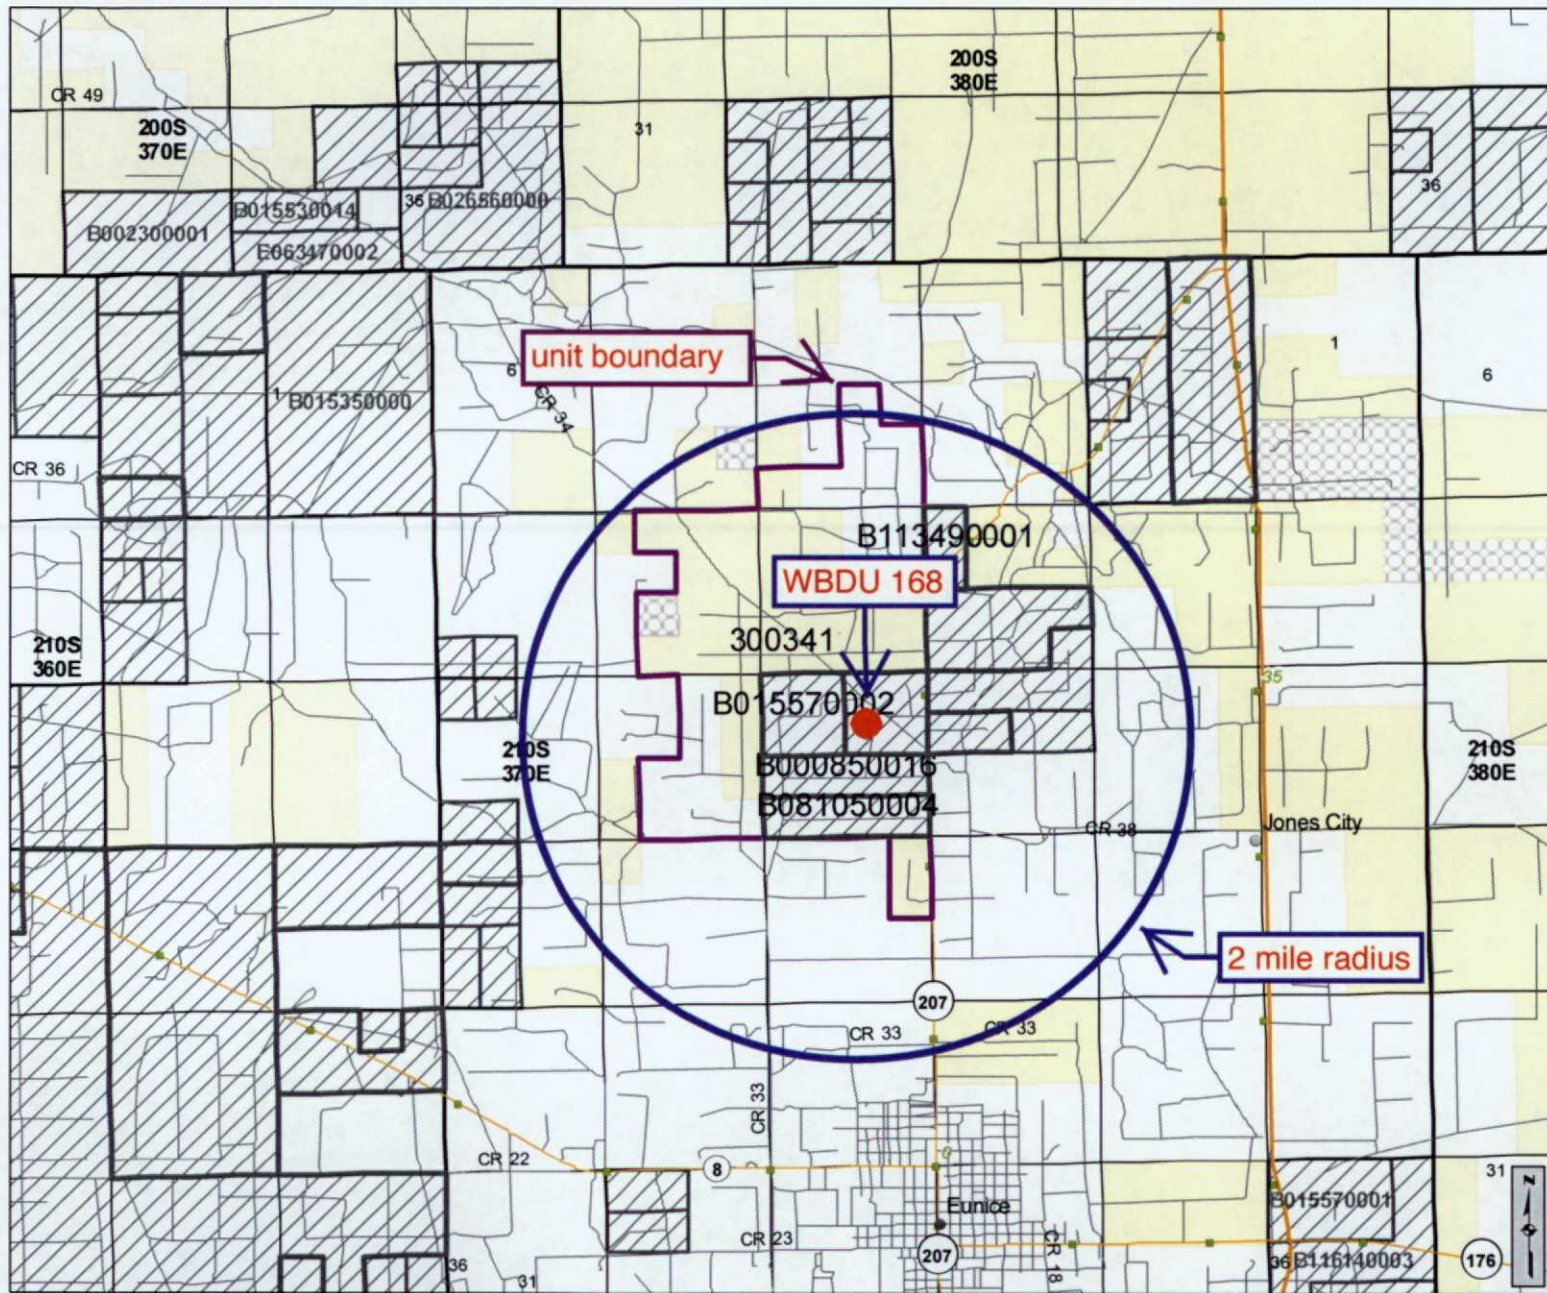 200S
380E
CR 49
200S
370E
31
36
B026560000
36
B015530014
B002300001
E063470002
unit boundary
1
6
6
1
B015350000
CR 34
CR 36
B113490001
WBDU 168
300341
210S
360E
35
B015570002
210S
370E
210S
380E
B000850016
B081050004
CR 38
Jones City
2 mile radius
207
CR 33
CR 33
CR 33
CR 22
8
0
31
N
Eunice
B015570001
CR 23
207
CR 18
36
31
36
B116140003
176